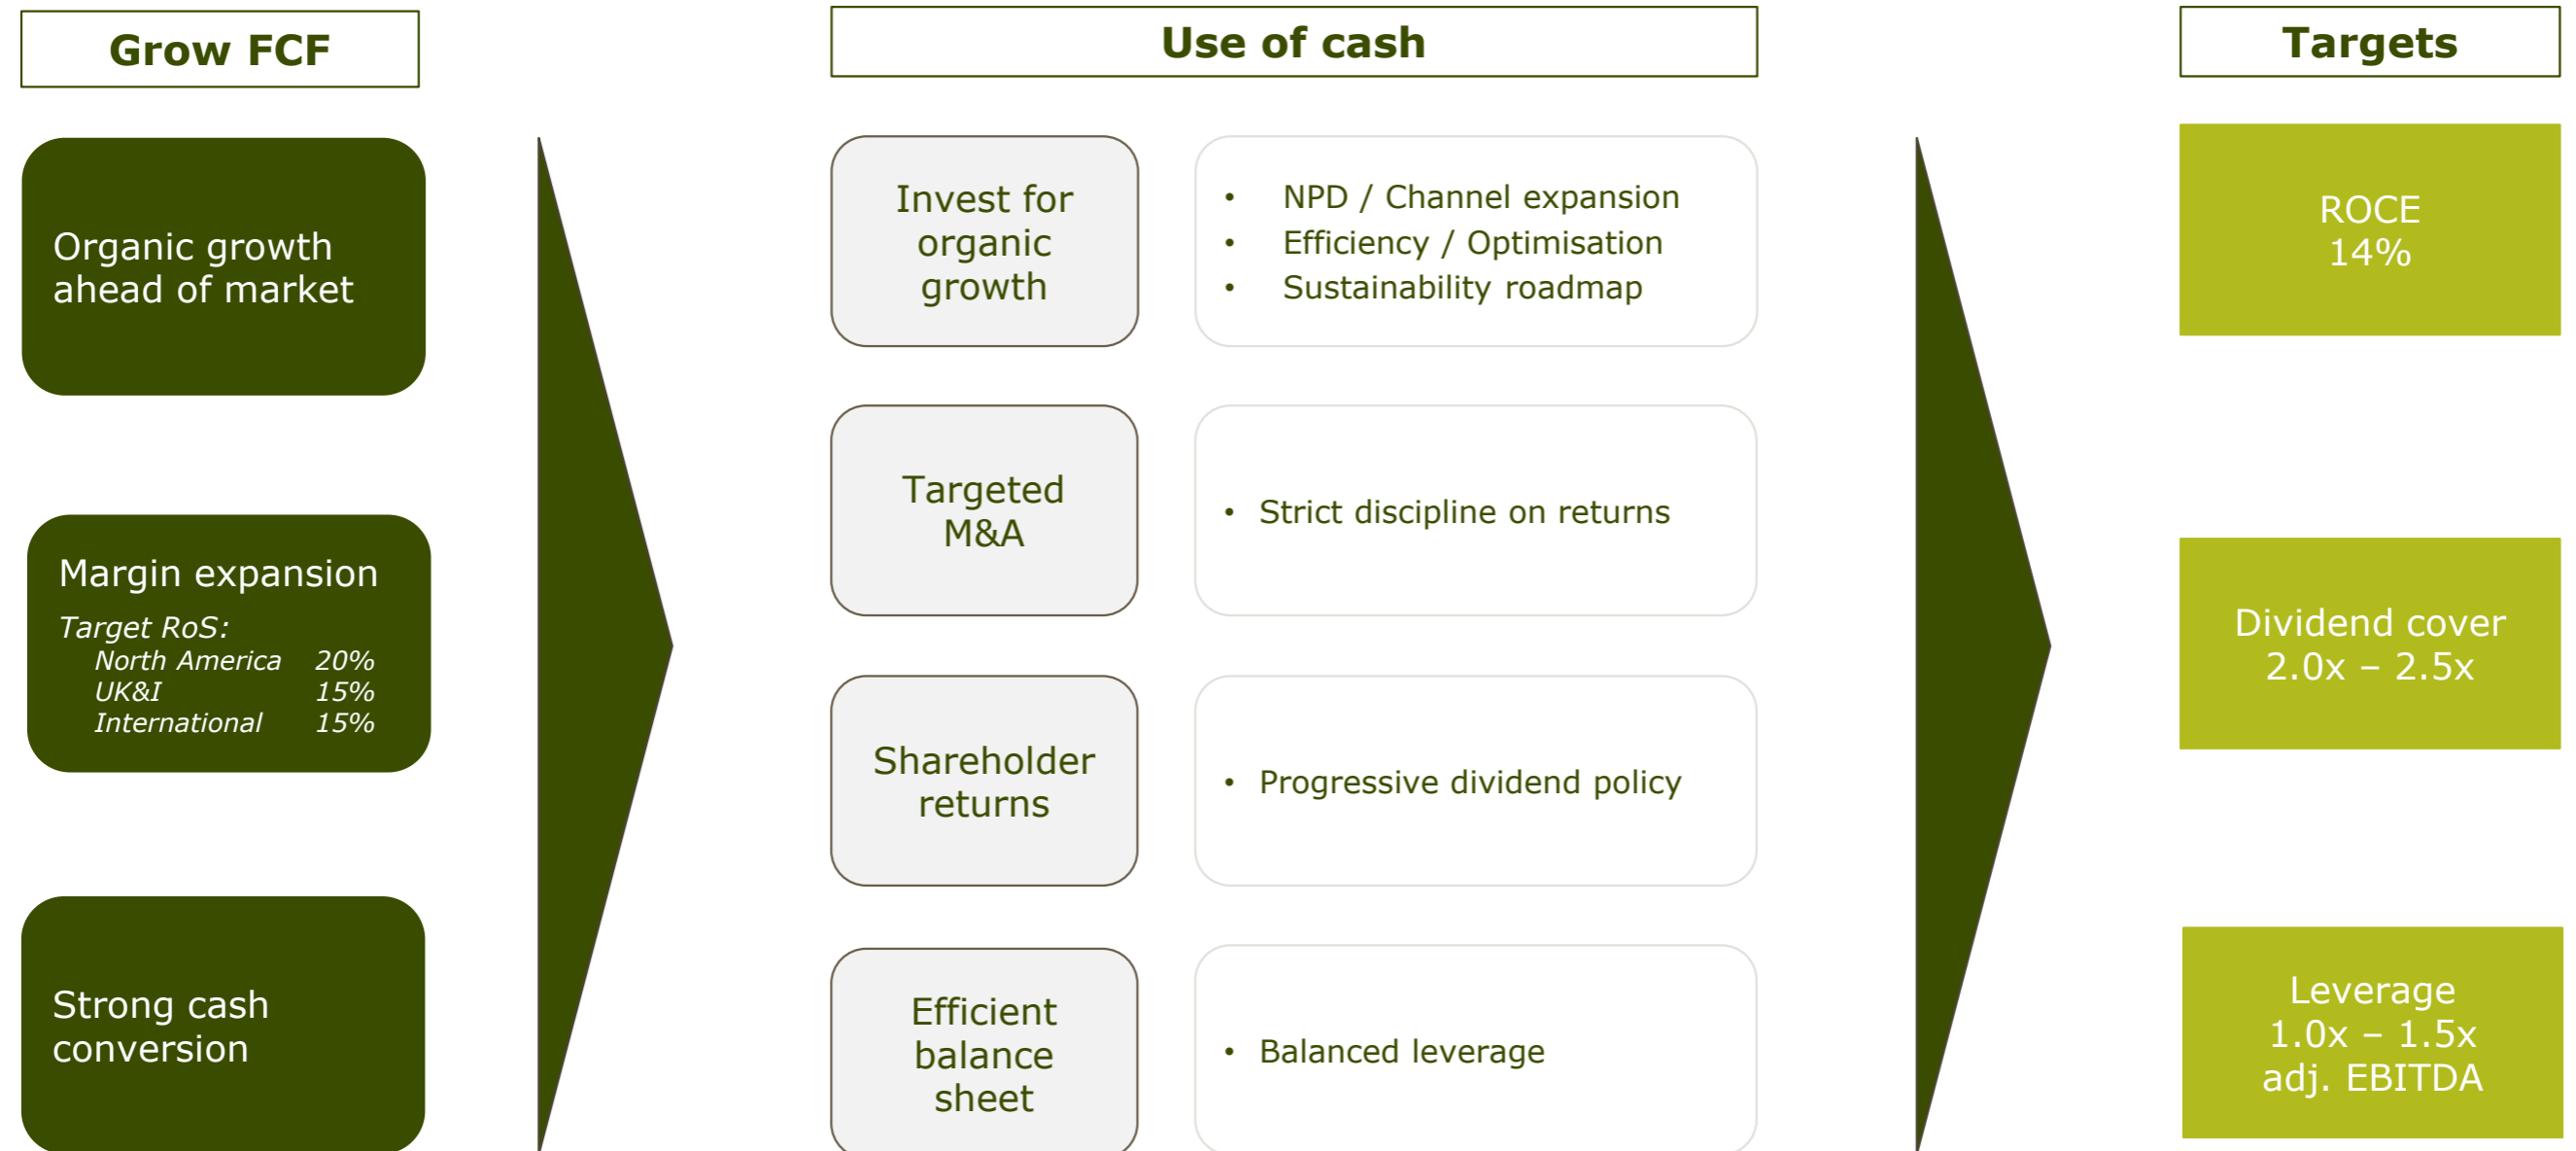 Grow FCF
Organic growth
ahead of market
Margin expansion
Target RoS:
North America 20%
UK&I 15%
International 15%
Strong cash
conversion
Use of cash
Invest for
organic
growth
• NPD / Channel expansion
• Efficiency / Optimisation
• Sustainability roadmap
Targeted
M&A
• Strict discipline on returns
Shareholder
returns
• Progressive dividend policy
Efficient
balance
sheet
• Balanced leverage
Targets
ROCE
14%
Dividend cover
2.0x – 2.5x
Leverage
1.0x – 1.5x
adj. EBITDA